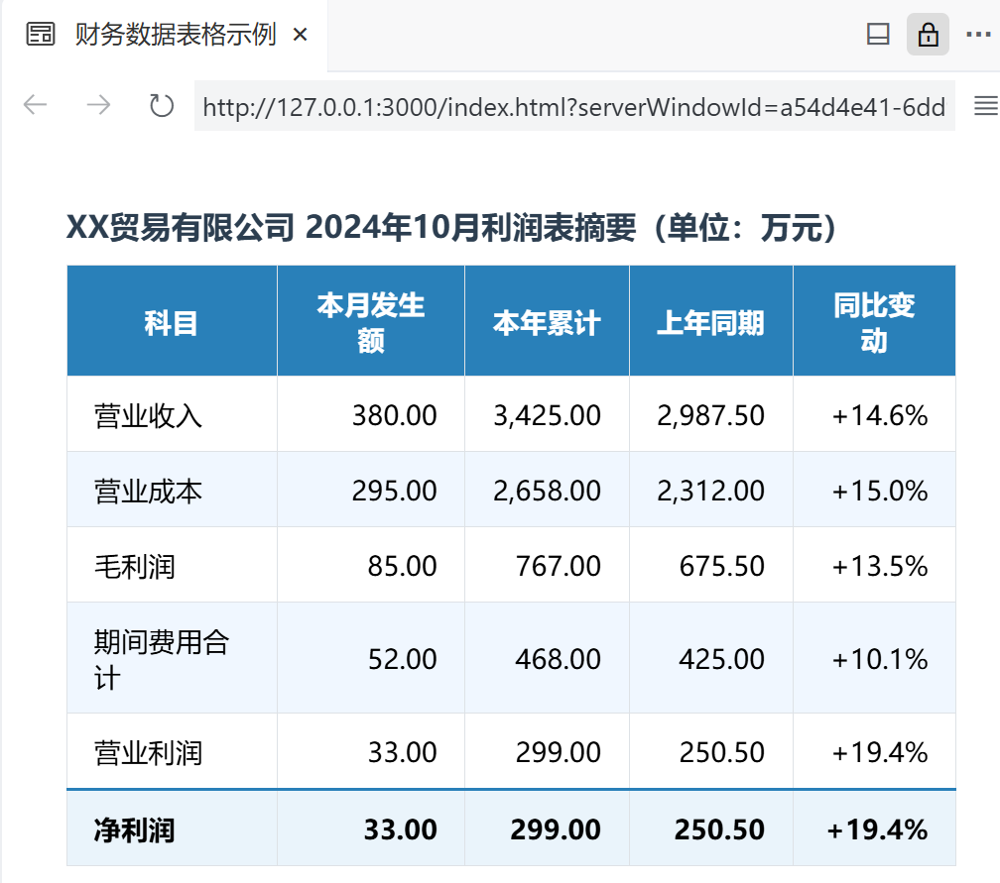 财务数据表格示例 ×
http://127.0.0.1:3000/index.html?serverWindowId=a54d4e41-6dd
XX贸易有限公司 2024年10月利润表摘要（单位：万元）
科目 本月发生额 本年累计 上年同期 同比变动
营业收入 380.00 3,425.00 2,987.50 +14.6%
营业成本 295.00 2,658.00 2,312.00 +15.0%
毛利润 85.00 767.00 675.50 +13.5%
期间费用合计 52.00 468.00 425.00 +10.1%
营业利润 33.00 299.00 250.50 +19.4%
净利润 33.00 299.00 250.50 +19.4%